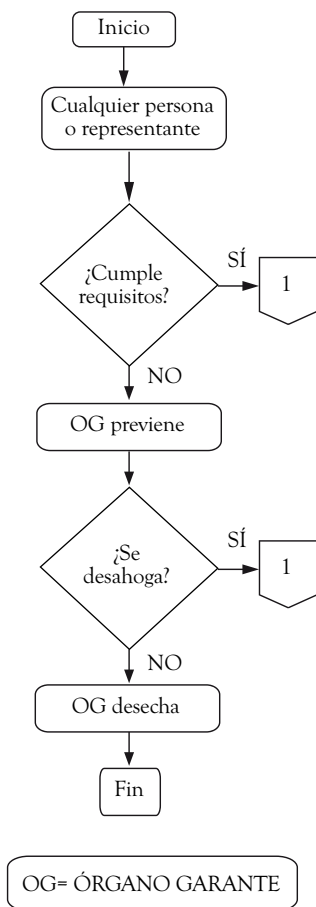 Inicio
Cualquier persona
o representante
¿Cumple
requisitos?
SÍ
1
NO
OG previene
¿Se
desahoga?
SÍ
1
NO
OG desecha
Fin
OG= ÓRGANO GARANTE